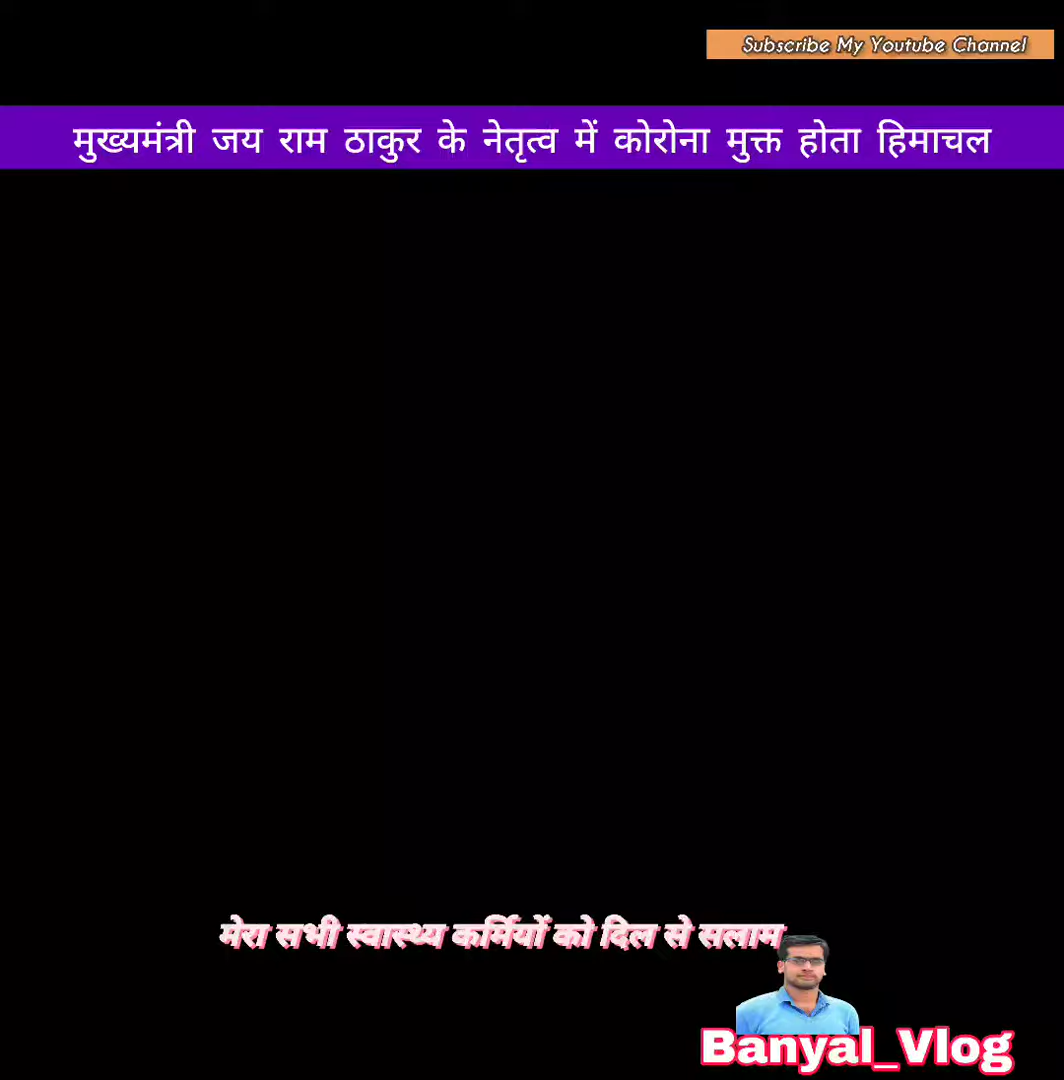 Subscribe My Youtube Channel
मुख्यमंत्री जय राम ठाकुर के नेतृत्व में कोरोना मुक्त होता हिमाचल
मेरा सभी स्वास्थ्य कर्मियों को दिल से सलाम
Banyal_Vlog